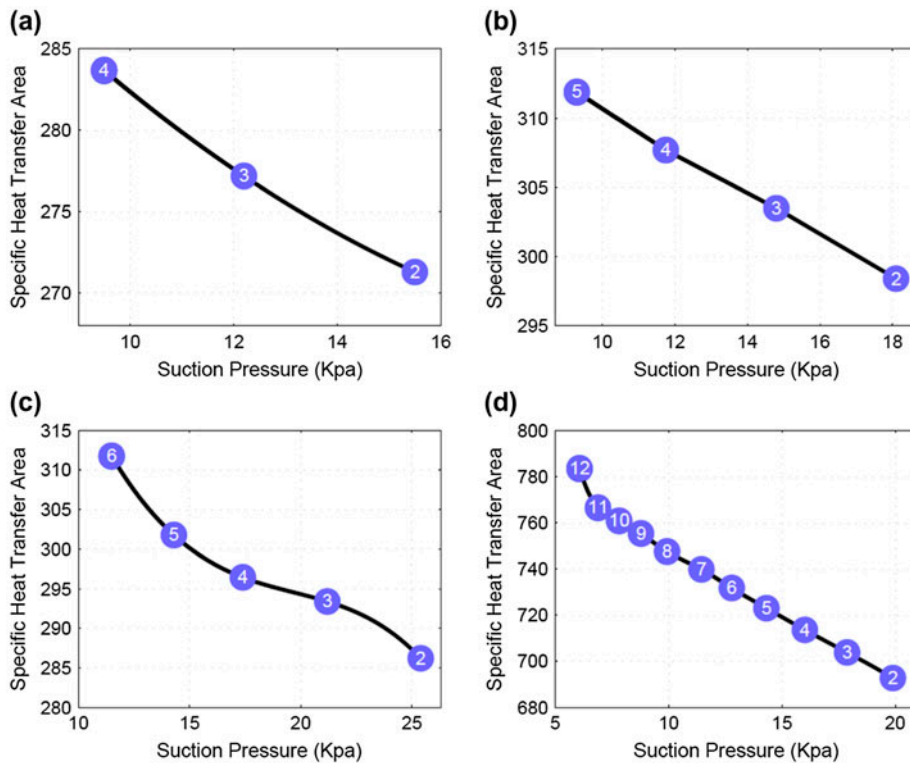 (a)
Specific Heat Transfer Area
285
280
275
270
4
3
2
10 12 14 16
Suction Pressure (Kpa)
(b)
Specific Heat Transfer Area
315
310
305
300
295
5
4
3
2
10 12 14 16 18
Suction Pressure (Kpa)
(c)
Specific Heat Transfer Area
315
310
305
300
295
290
285
280
6
5
4
3
2
10 15 20 25
Suction Pressure (Kpa)
(d)
Specific Heat Transfer Area
800
780
760
740
720
700
680
12
11
10
9
8
7
6
5
4
3
2
5 10 15 20
Suction Pressure (Kpa)